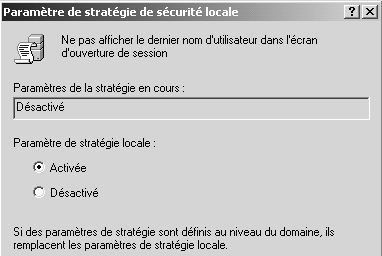 Paramètre de stratégie de sécurité locale
Ne pas afficher le dernier nom d'utilisateur dans l'écran
d'ouverture de session
Paramètres de la stratégie en cours :
Désactivé
Paramètre de stratégie locale :
Activée
Désactivé
Si des paramètres de stratégie sont définis au niveau du domaine, ils
remplacent les paramètres de stratégie locale.